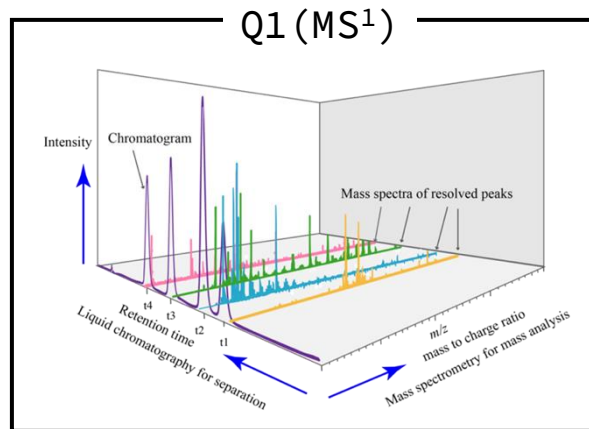 Q1(MS¹)
Intensity
Chromatogram
Mass spectra of resolved peaks
t4
t3
t2
t1
Retention time
Liquid chromatography for separation
m/z
mass to charge ratio
Mass spectrometry for mass analysis